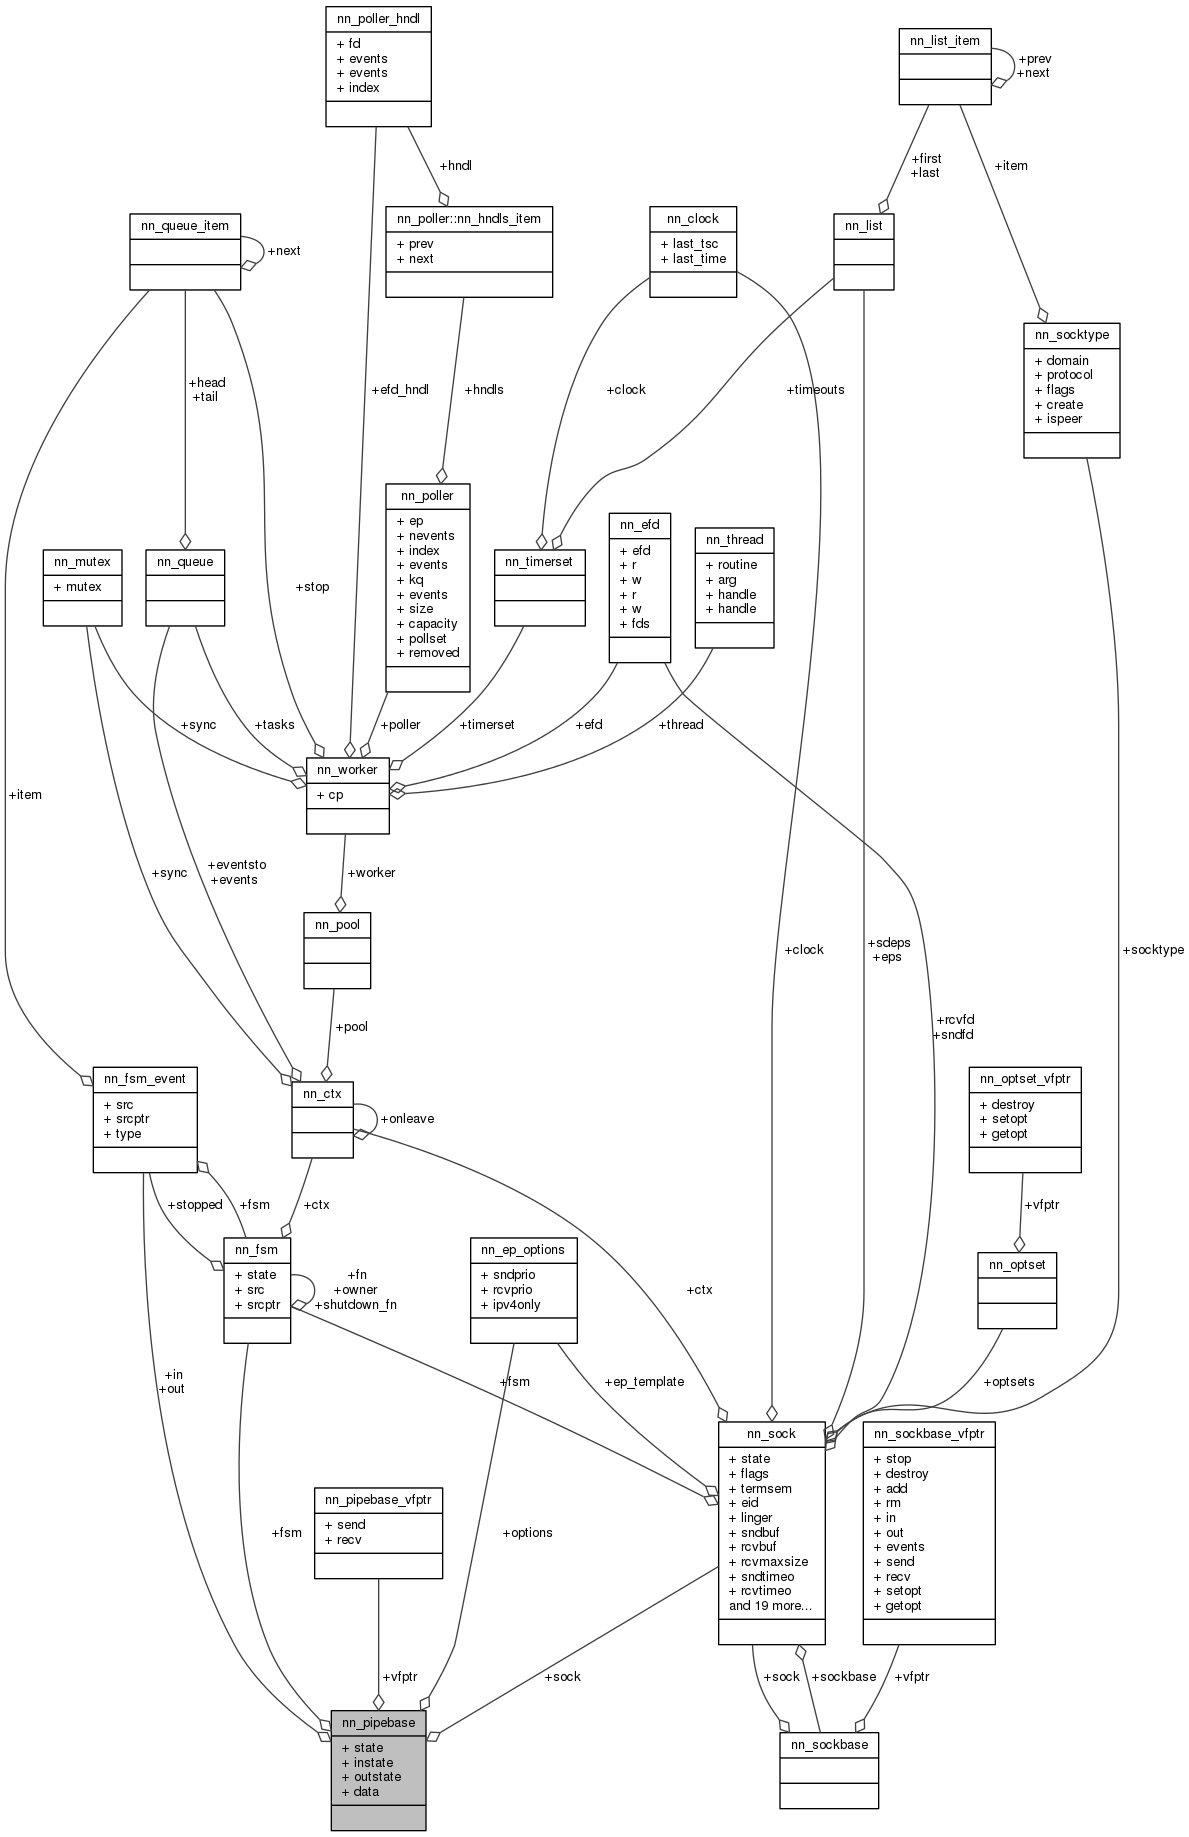 nn_poller_hndl
+ fd
+ events
+ events
+ index
nn_list_item
+prev
+next
+hndl
+first
+last
+item
nn_queue_item
+next
nn_poller::nn_hndls_item
+ prev
+ next
nn_clock
+ last_tsc
+ last_time
nn_list
nn_socktype
+ domain
+ protocol
+ flags
+ create
+ ispeer
+head
+tail
+efd_hndl
+hndls
+clock
+timeouts
nn_poller
+ ep
+ nevents
+ index
+ events
+ kq
+ events
+ size
+ capacity
+ pollset
+ removed
nn_efd
+ efd
+ r
+ w
+ r
+ w
+ fds
nn_thread
+ routine
+ arg
+ handle
+ handle
nn_mutex
+ mutex
nn_queue
+stop
nn_timerset
+sync
+tasks
+poller
+timerset
+efd
+thread
nn_worker
+ cp
+item
+sync
+eventsto
+events
+worker
nn_pool
+clock
+sdeps
+eps
+socktype
+pool
+rcvfd
+sndfd
nn_fsm_event
+ src
+ srcptr
+ type
nn_ctx
+onleave
nn_optset_vfptr
+ destroy
+ setopt
+ getopt
+stopped
+fsm
+ctx
+vfptr
nn_fsm
+ state
+ src
+ srcptr
+fn
+owner
+shutdown_fn
nn_ep_options
+ sndprio
+ rcvprio
+ ipv4only
+ctx
nn_optset
+in
+out
+fsm
+ep_template
+optsets
nn_sock
+ state
+ flags
+ termsem
+ eid
+ linger
+ sndbuf
+ rcvbuf
+ rcvmaxsize
+ sndtimeo
+ rcvtimeo
and 19 more...
nn_sockbase_vfptr
+ stop
+ destroy
+ add
+ rm
+ in
+ out
+ events
+ send
+ recv
+ setopt
+ getopt
nn_pipebase_vfptr
+ send
+ recv
+fsm
+options
+vfptr
+sock
+sock
+sockbase
+vfptr
nn_pipebase
+ state
+ instate
+ outstate
+ data
nn_sockbase